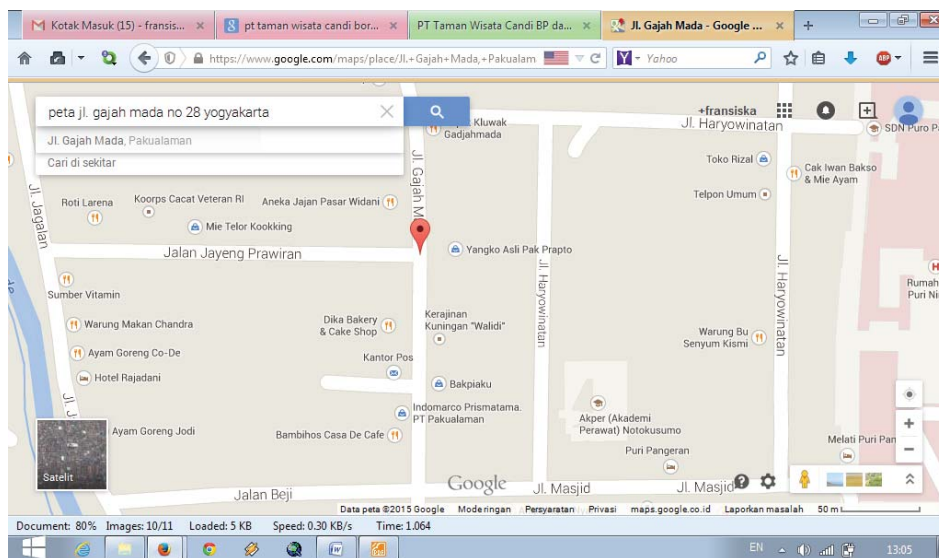 Kotak Masuk (15) - fransis...
pt taman wisata candi bor...
PT Taman Wisata Candi BP da...
Jl. Gajah Mada - Google ...
https://www.google.com/maps/place/Jl.+Gajah+Mada,+Pakualam
Yahoo
peta jl. gajah mada no 28 yogyakarta
Jl. Gajah Mada, Pakualaman
Cari di sekitar
+fransiska
Kluwak
Gadjahmada
Jl. Haryowinatan
SDN Puro P
Toko Rizal
Cak Iwan Bakso
& Mie Ayam
Telpon Umum
Jl. Gajah M
Jl. Jagalan
Roti Larena
Koorps Cacat Veteran RI
Aneka Jajan Pasar Widani
Mie Telor Kookking
Jalan Jayeng Prawiran
Yangko Asli Pak Prapto
Jl. Haryowinatan
Jl. Haryowinatan
Rumah
Puri Ni
Sumber Vitamin
Warung Makan Chandra
Dika Bakery
& Cake Shop
Kerajinan
Kuningan "Walidi"
Warung Bu
Senyum Kismi
Ayam Goreng Co-De
Kantor Pos
Hotel Rajadani
Bakpiaku
Indomarco Prismatama.
PT Pakualaman
Akper (Akademi
Perawat) Notokusumo
Ayam Goreng Jodi
Bambihos Casa De Cafe
Puri Pangeran
Melati Puri Pan
Satelit
Google
Jl. Masjid
Jl. Masjid
Jalan Beji
Data peta ©2015 Google
Mode ringan
Persyaratan
Privasi
maps.google.co.id
Laporkan masalah
50 m
Document: 80%
Images: 10/11
Loaded: 5 KB
Speed: 0.30 KB/s
Time: 1.064
EN
13:05